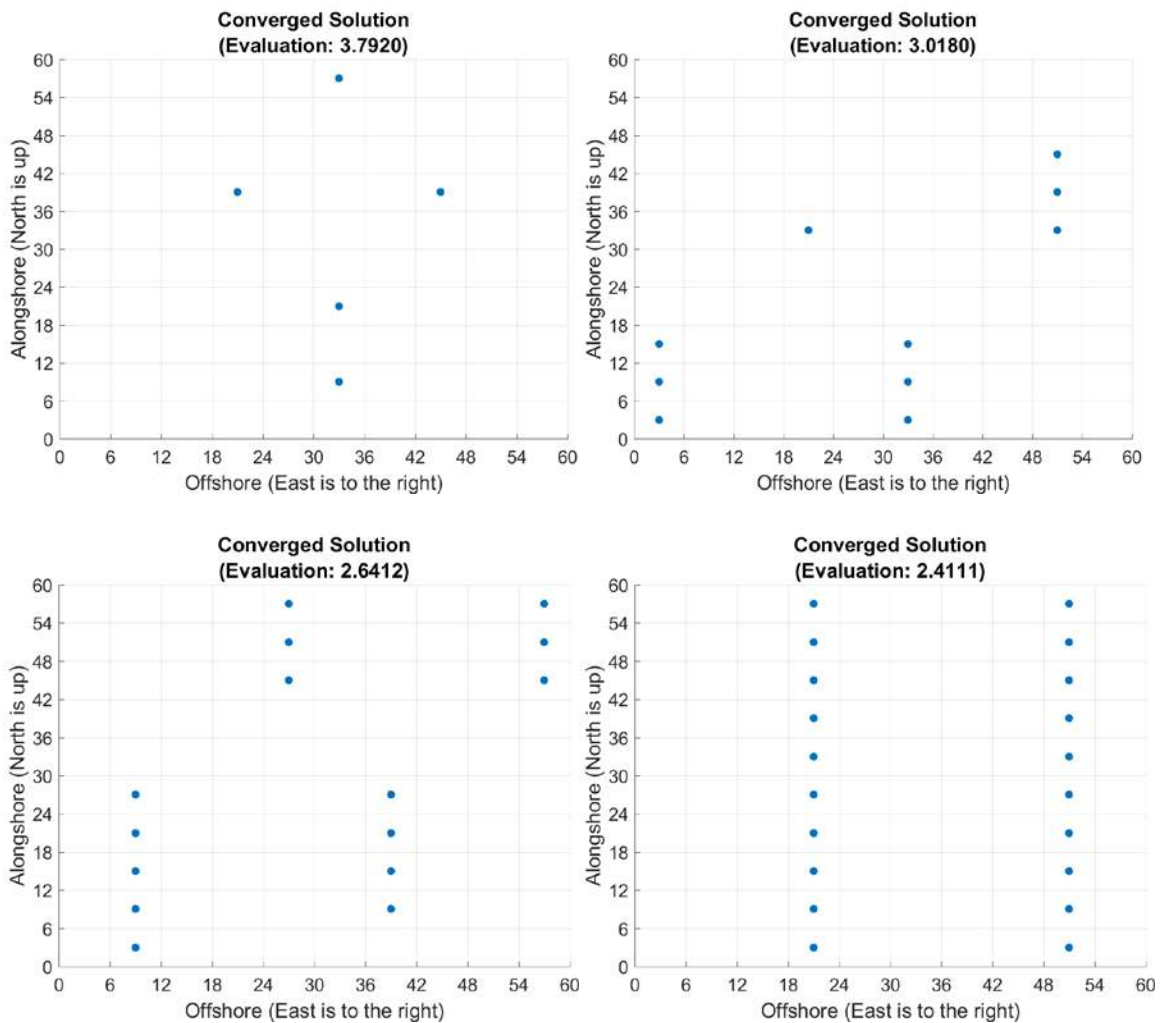 Converged Solution
(Evaluation: 3.7920)
60
54
48
42
36
30
24
18
12
6
0
Alongshore (North is up)
0 6 12 18 24 30 36 42 48 54 60
Offshore (East is to the right)
Converged Solution
(Evaluation: 3.0180)
60
54
48
42
36
30
24
18
12
6
0
Alongshore (North is up)
0 6 12 18 24 30 36 42 48 54 60
Offshore (East is to the right)
Converged Solution
(Evaluation: 2.6412)
60
54
48
42
36
30
24
18
12
6
0
Alongshore (North is up)
0 6 12 18 24 30 36 42 48 54 60
Offshore (East is to the right)
Converged Solution
(Evaluation: 2.4111)
60
54
48
42
36
30
24
18
12
6
0
Alongshore (North is up)
0 6 12 18 24 30 36 42 48 54 60
Offshore (East is to the right)